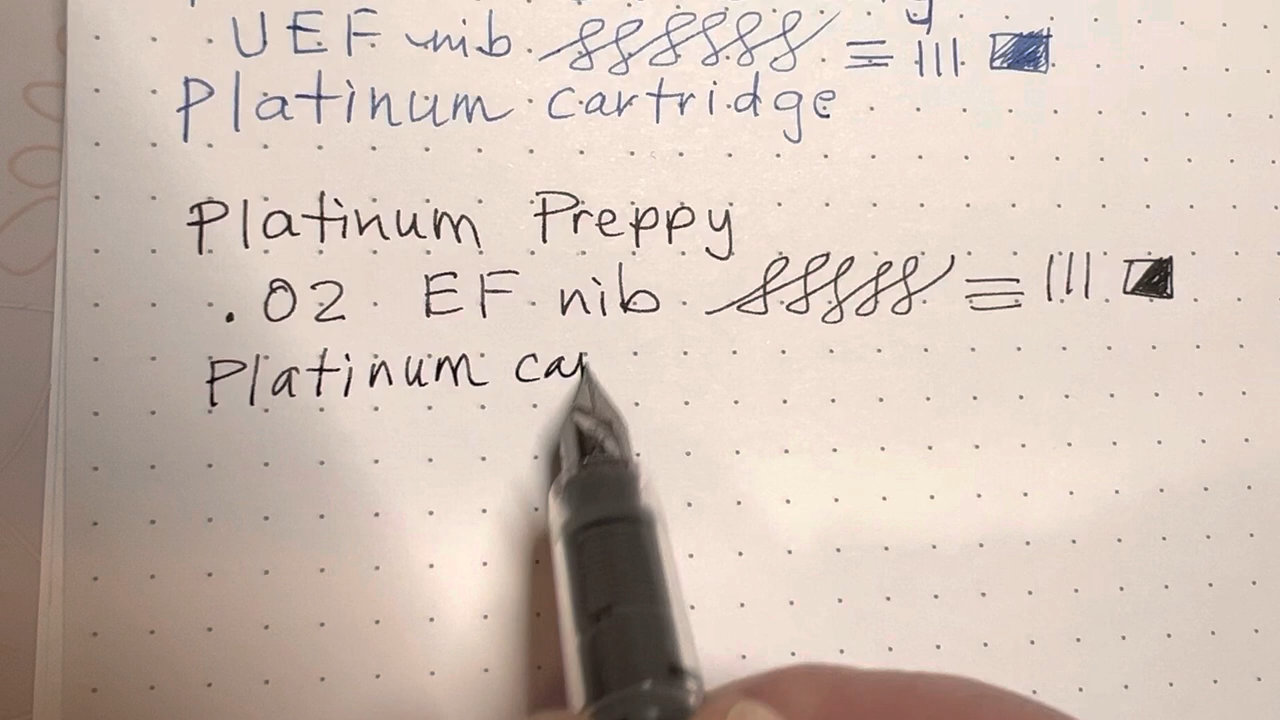 UEF nib
Platinum cartridge
Platinum Preppy
.02 EF nib
Platinum ca